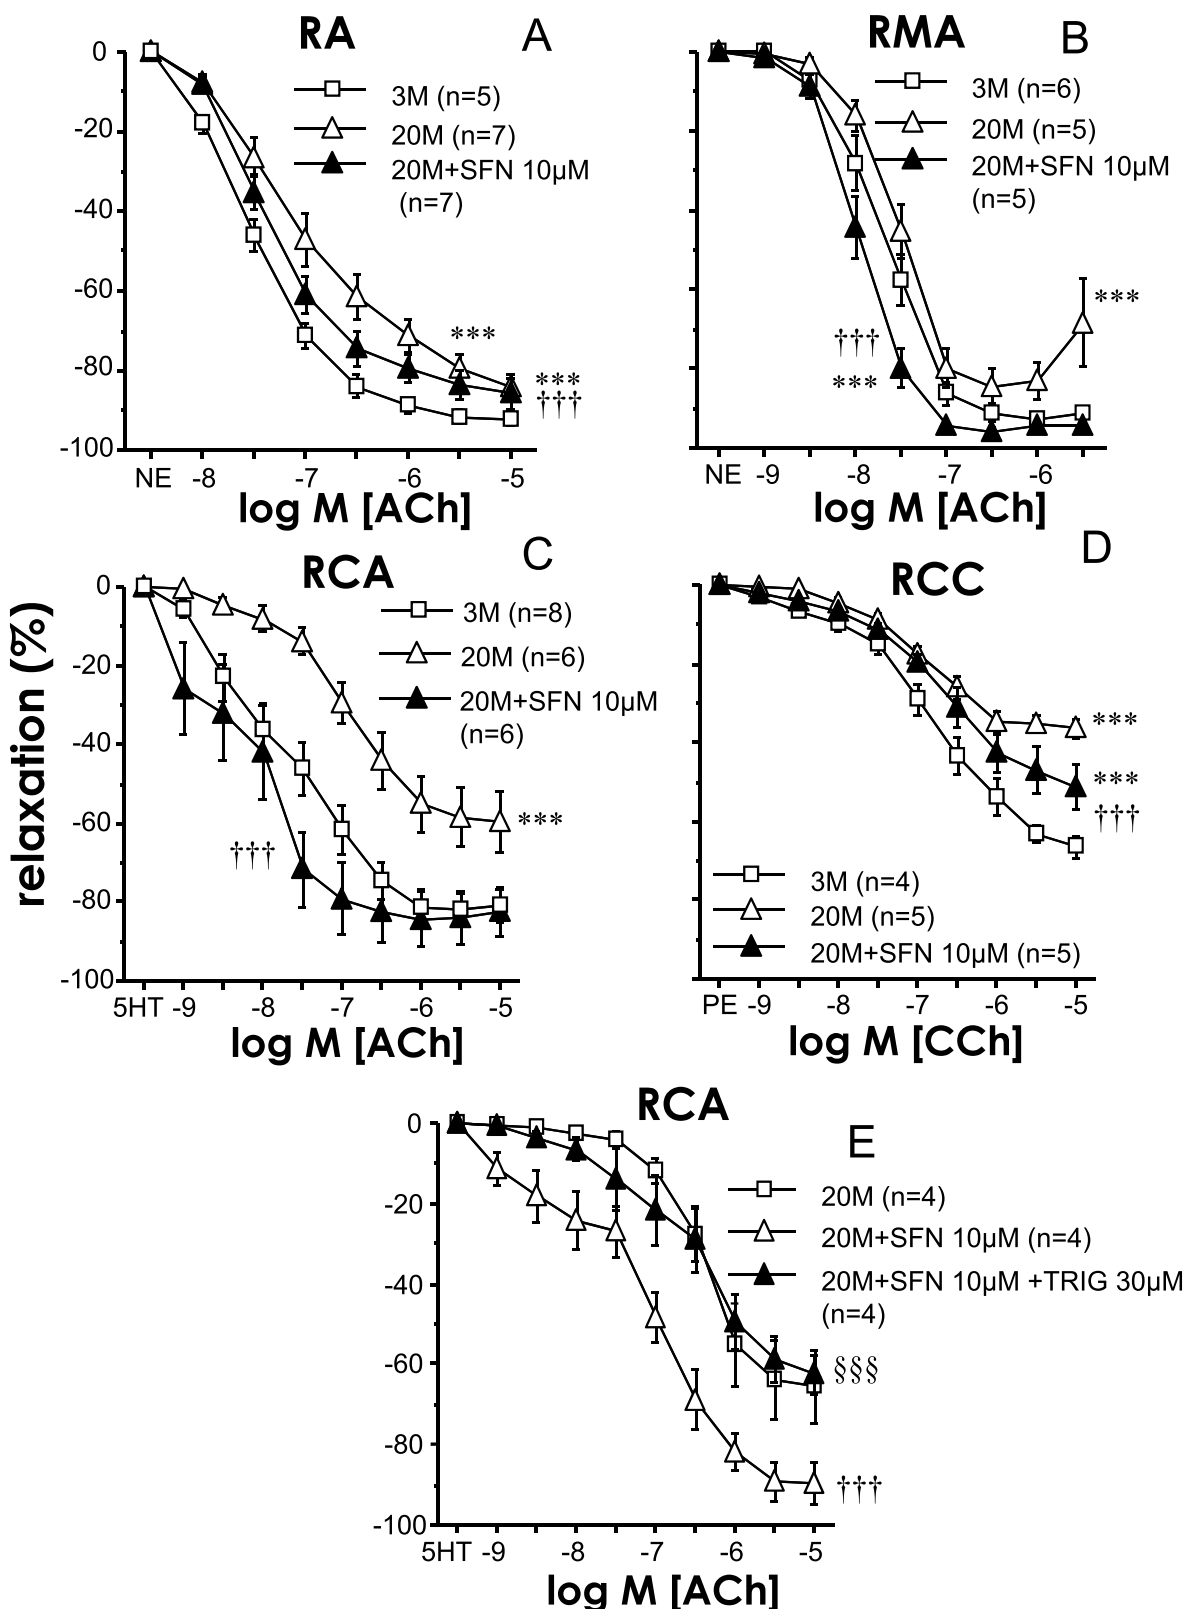 RA
A
0
-20
-40
-60
-80
-100
3M (n=5)
20M (n=7)
20M+SFN 10µM
(n=7)
***
***
†††
NE -8 -7 -6 -5
log M [ACh]
RMA
B
3M (n=6)
20M (n=5)
20M+SFN 10µM
(n=5)
***
†††
***
NE -9 -8 -7 -6
log M [ACh]
relaxation (%)
RCA
C
0
-20
-40
-60
-80
-100
3M (n=8)
20M (n=6)
20M+SFN 10µM
(n=6)
***
†††
5HT -9 -8 -7 -6 -5
log M [ACh]
RCC
D
***
***
†††
3M (n=4)
20M (n=5)
20M+SFN 10µM (n=5)
PE -9 -8 -7 -6 -5
log M [CCh]
RCA
E
0
-20
-40
-60
-80
-100
20M (n=4)
20M+SFN 10µM (n=4)
20M+SFN 10µM +TRIG 30µM
(n=4)
§§§
†††
5HT -9 -8 -7 -6 -5
log M [ACh]